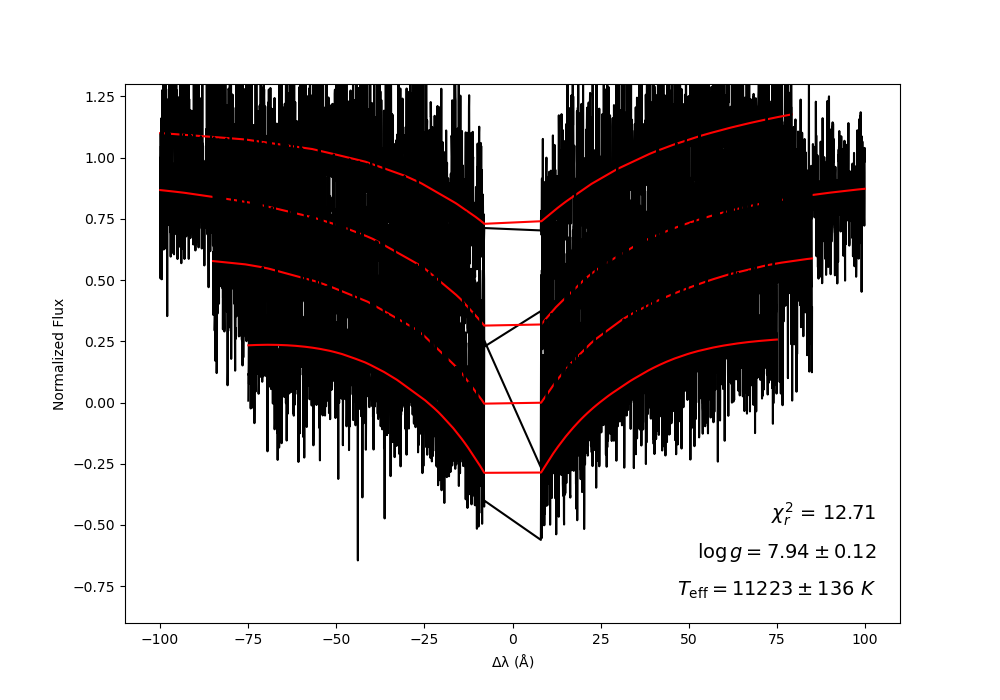 1.25
1.00
0.75
0.50
0.25
0.00
−0.25
−0.50
−0.75
Normalized Flux
χ²ᵣ = 12.71
log g = 7.94 ± 0.12
T_eff = 11223 ± 136 K
−100 −75 −50 −25 0 25 50 75 100
Δλ (Å)